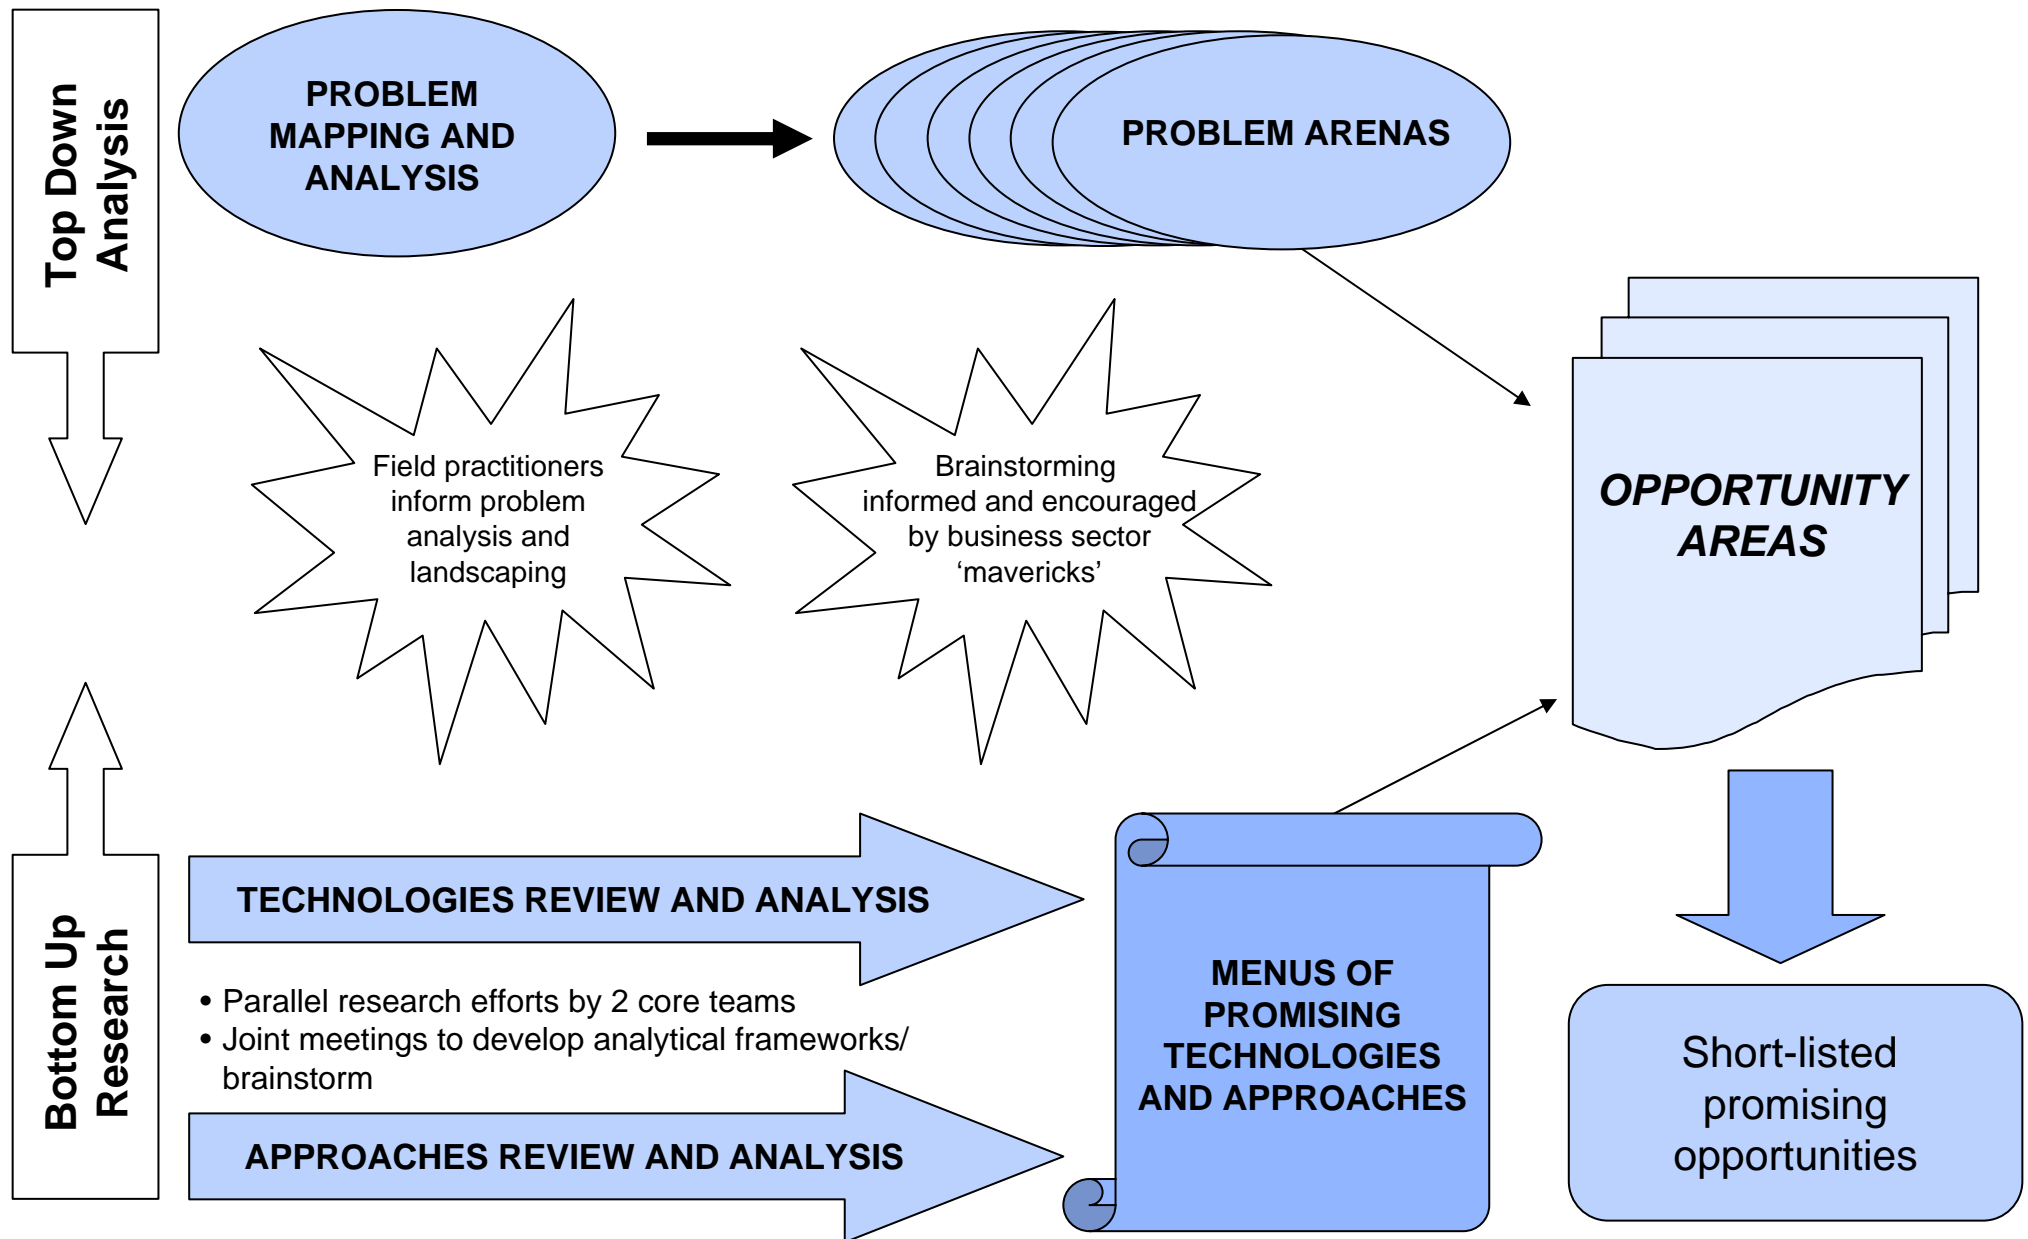 Top Down
Analysis
PROBLEM
MAPPING AND
ANALYSIS
PROBLEM ARENAS
Field practitioners
inform problem
analysis and
landscaping
Brainstorming
informed and encouraged
by business sector
‘mavericks’
OPPORTUNITY
AREAS
Bottom Up
Research
TECHNOLOGIES REVIEW AND ANALYSIS
• Parallel research efforts by 2 core teams
• Joint meetings to develop analytical frameworks/
brainstorm
APPROACHES REVIEW AND ANALYSIS
MENUS OF
PROMISING
TECHNOLOGIES
AND APPROACHES
Short-listed
promising
opportunities